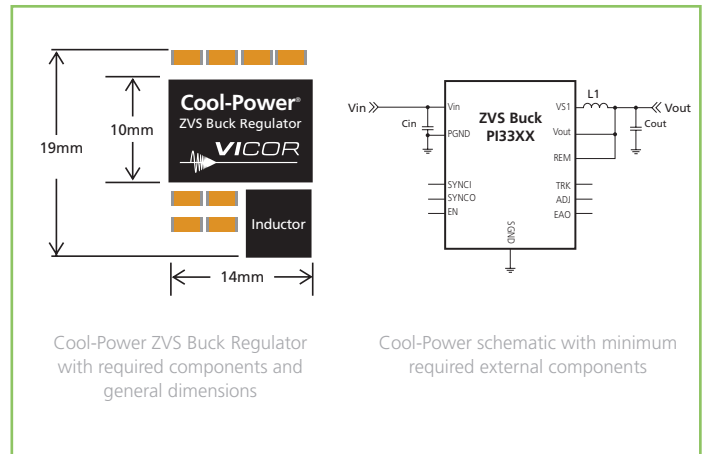 Cool-Power®
ZVS Buck Regulator
VICOR
10mm
19mm
Inductor
14mm
Cool-Power ZVS Buck Regulator
with required components and
general dimensions
L1
Vin
Vin
VS1
Vout
ZVS Buck
PI33XX
Cin
PGND
Vout
Cout
REM
SYNCI
TRK
SYNCO
ADJ
EN
EAO
SGND
Cool-Power schematic with minimum
required external components